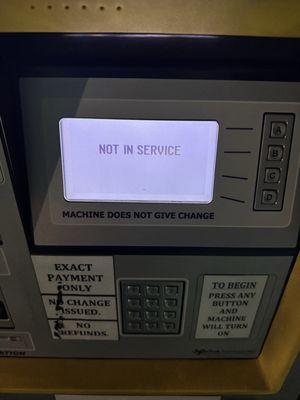 NOT IN SERVICE
A
B
C
D
MACHINE DOES NOT GIVE CHANGE
EXACT
PAYMENT
ONLY
NO CHANGE
ISSUED.
NO
REFUNDS.
TO BEGIN
PRESS ANY
BUTTON AND
MACHINE
WILL TURN
ON